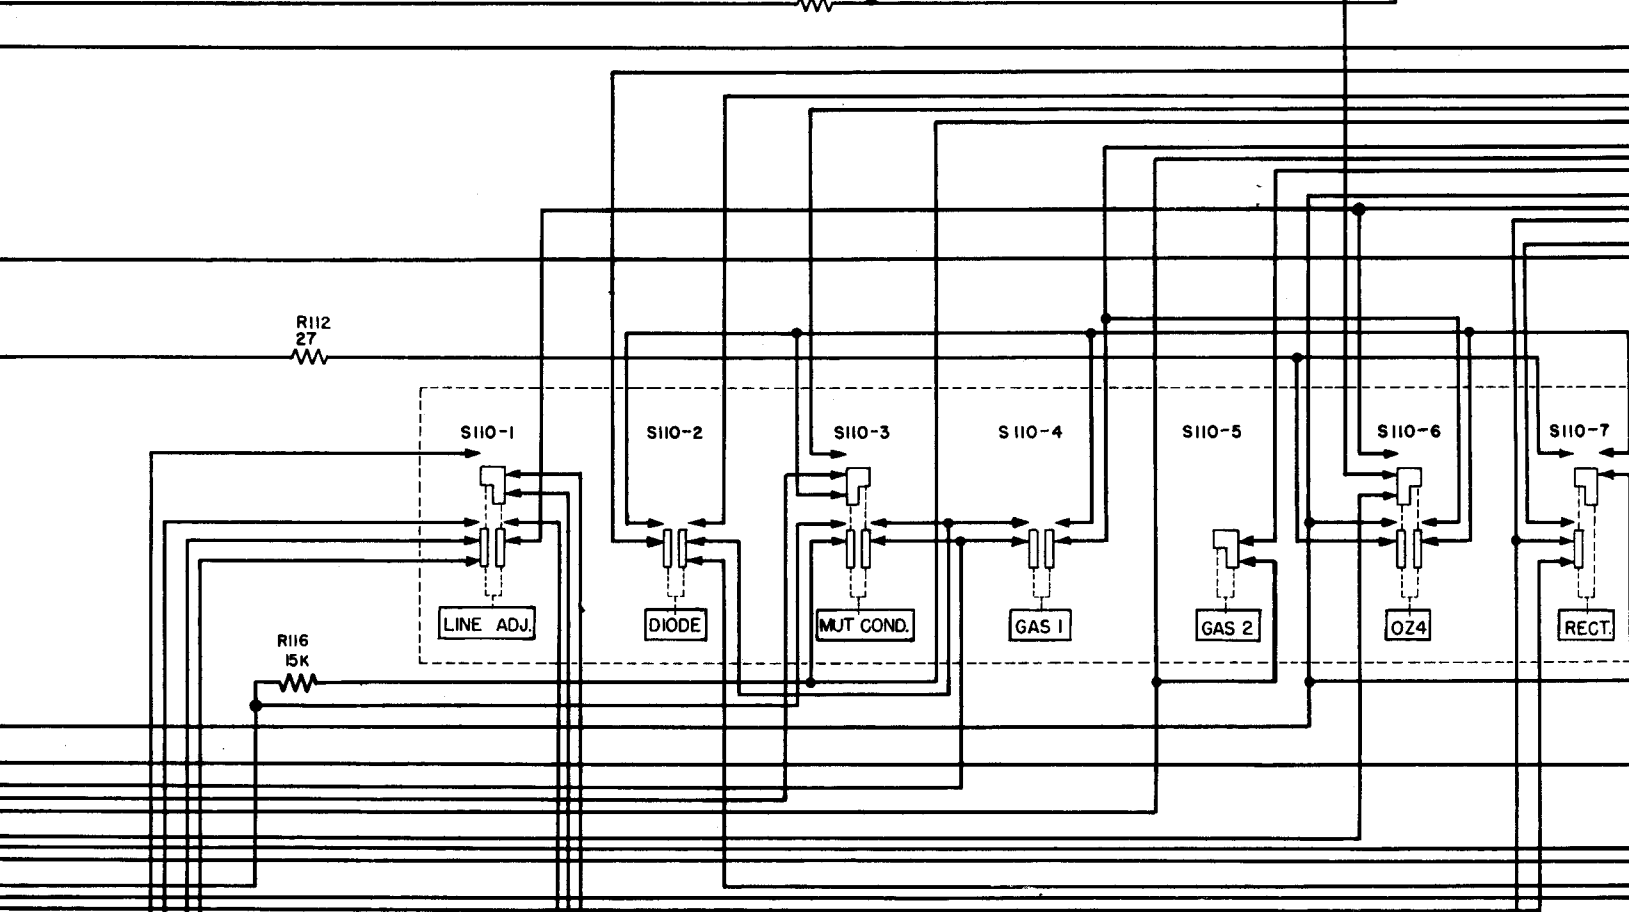 R112
27
S110-1
S110-2
S110-3
S110-4
S110-5
S110-6
S110-7
LINE ADJ.
DIODE
MUT COND.
GAS 1
GAS 2
OZ4
RECT.
R116
15K